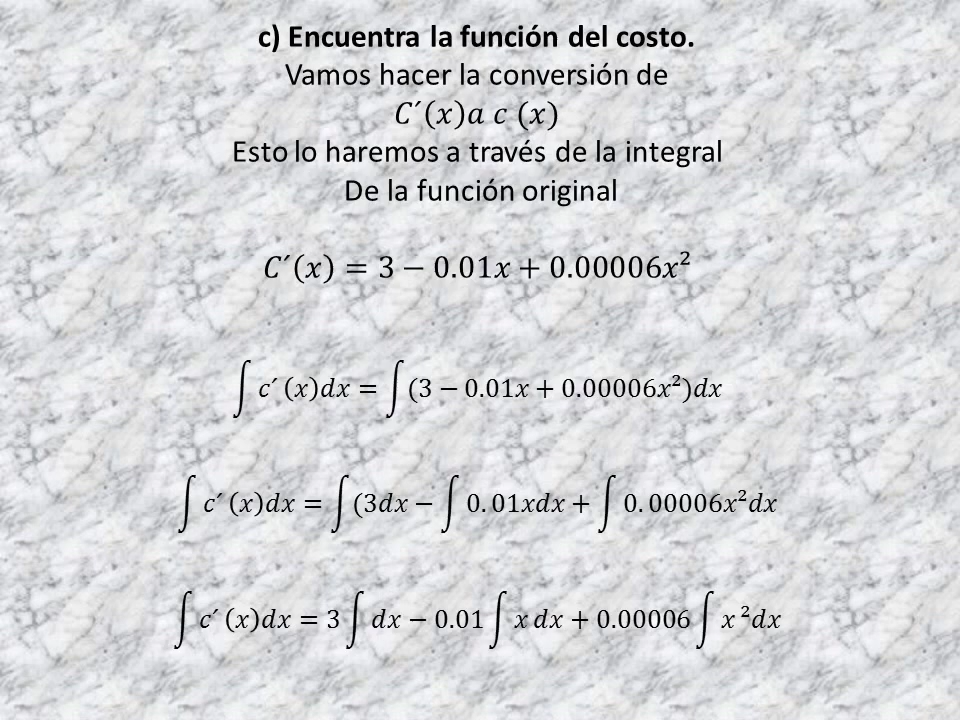 c) Encuentra la función del costo.
Vamos hacer la conversión de
C´(x)a c (x)
Esto lo haremos a través de la integral
De la función original
C´(x) = 3 − 0.01x + 0.00006x²
∫ c´ (x)dx = ∫(3 − 0.01x + 0.00006x²)dx
∫ c´ (x)dx = ∫(3dx − ∫ 0.01xdx + ∫ 0.00006x²dx
∫ c´ (x)dx = 3 ∫ dx − 0.01 ∫ x dx + 0.00006 ∫ x ²dx